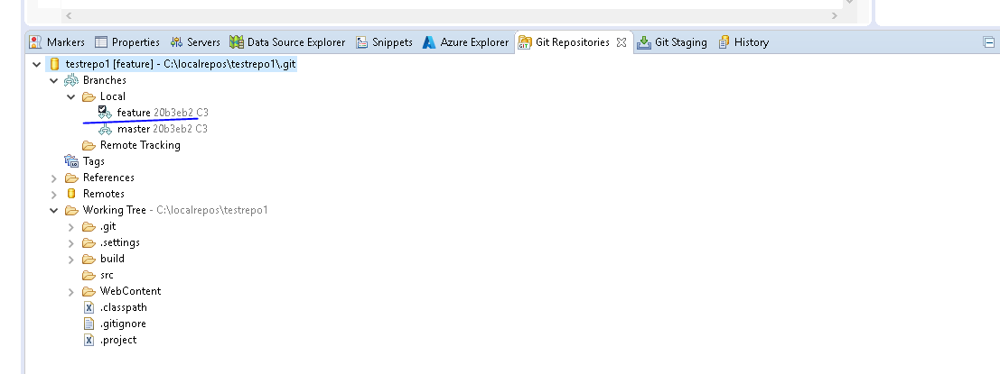 Markers Properties Servers Data Source Explorer Snippets Azure Explorer Git Repositories Git Staging History
testrepo1 [feature] - C:\localrepos\testrepo1\.git
Branches
Local
feature 20b3eb2 C3
master 20b3eb2 C3
Remote Tracking
Tags
References
Remotes
Working Tree - C:\localrepos\testrepo1
.git
.settings
build
src
WebContent
.classpath
.gitignore
.project